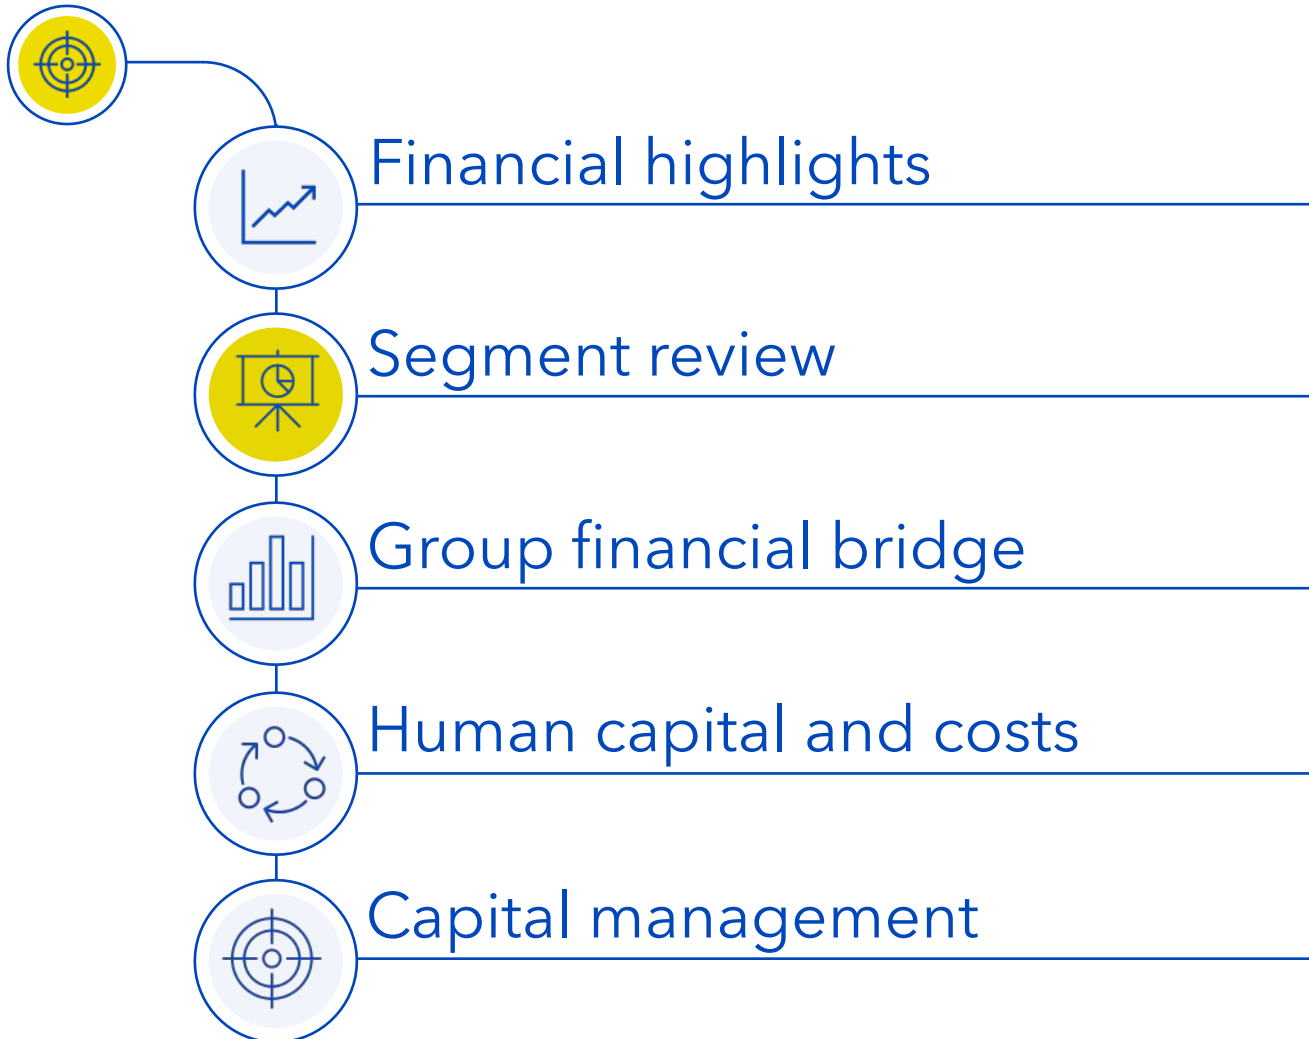 Financial highlights
Segment review
Group financial bridge
Human capital and costs
Capital management